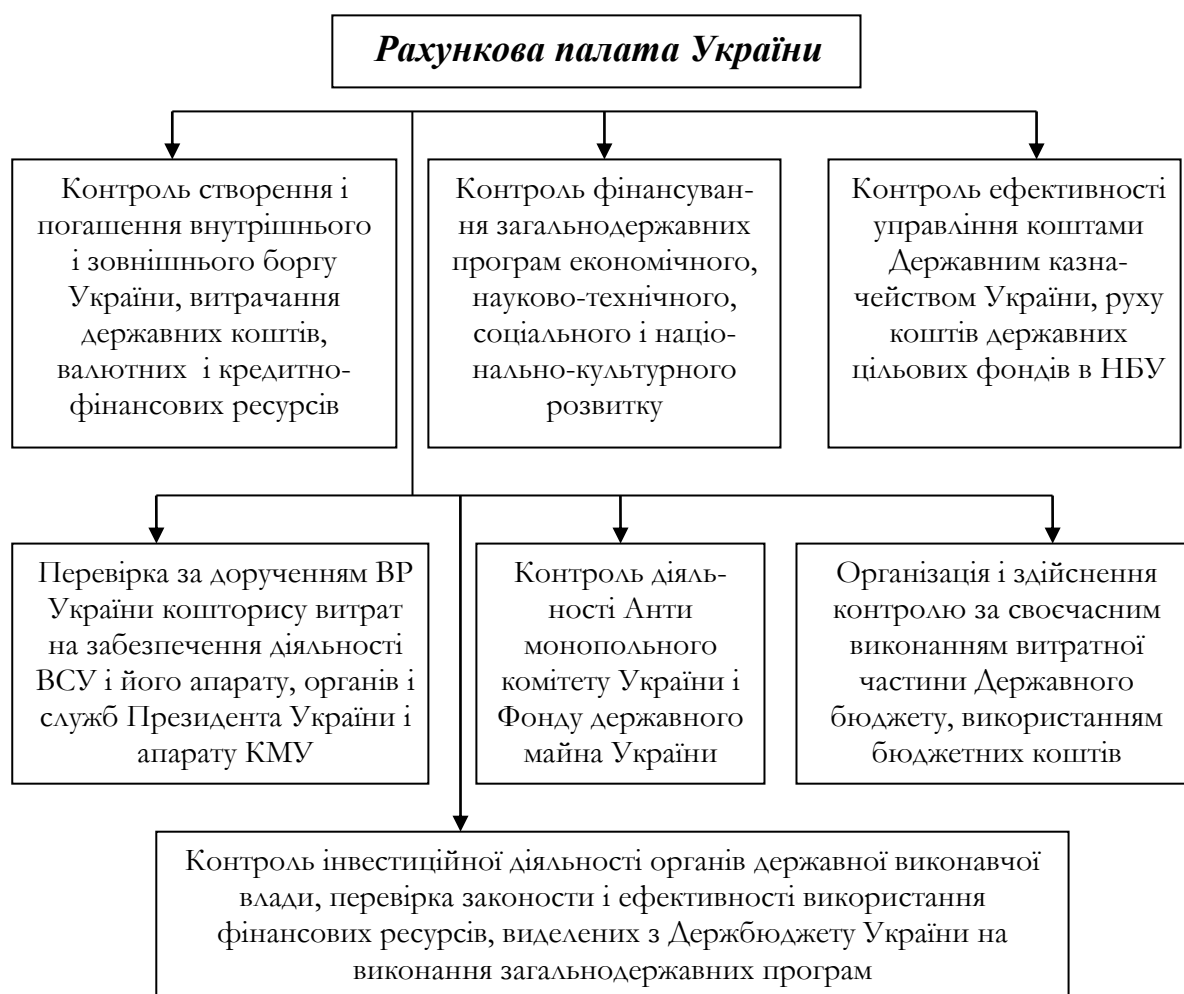 Рахункова палата України
Контроль створення і
погашення внутрішнього
і зовнішнього боргу
України, витрачання
державних коштів,
валютних і кредитно-
фінансових ресурсів
Контроль фінансуван-
ня загальнодержавних
програм економічного,
науково-технічного,
соціального і націо-
нально-культурного
розвитку
Контроль ефективності
управління коштами
Державним казна-
чейством України, руху
коштів державних
цільових фондів в НБУ
Перевірка за дорученням ВР
України кошторису витрат
на забезпечення діяльності
ВСУ і його апарату, органів і
служб Президента України і
апарату КМУ
Контроль діяль-
ності Анти
монопольного
комітету України і
Фонду державного
майна України
Організація і здійснення
контролю за своєчасним
виконанням витратної
частини Державного
бюджету, використанням
бюджетних коштів
Контроль інвестиційної діяльності органів державної виконавчої
влади, перевірка законости і ефективності використання
фінансових ресурсів, виделених з Держбюджету України на
виконання загальнодержавних програм